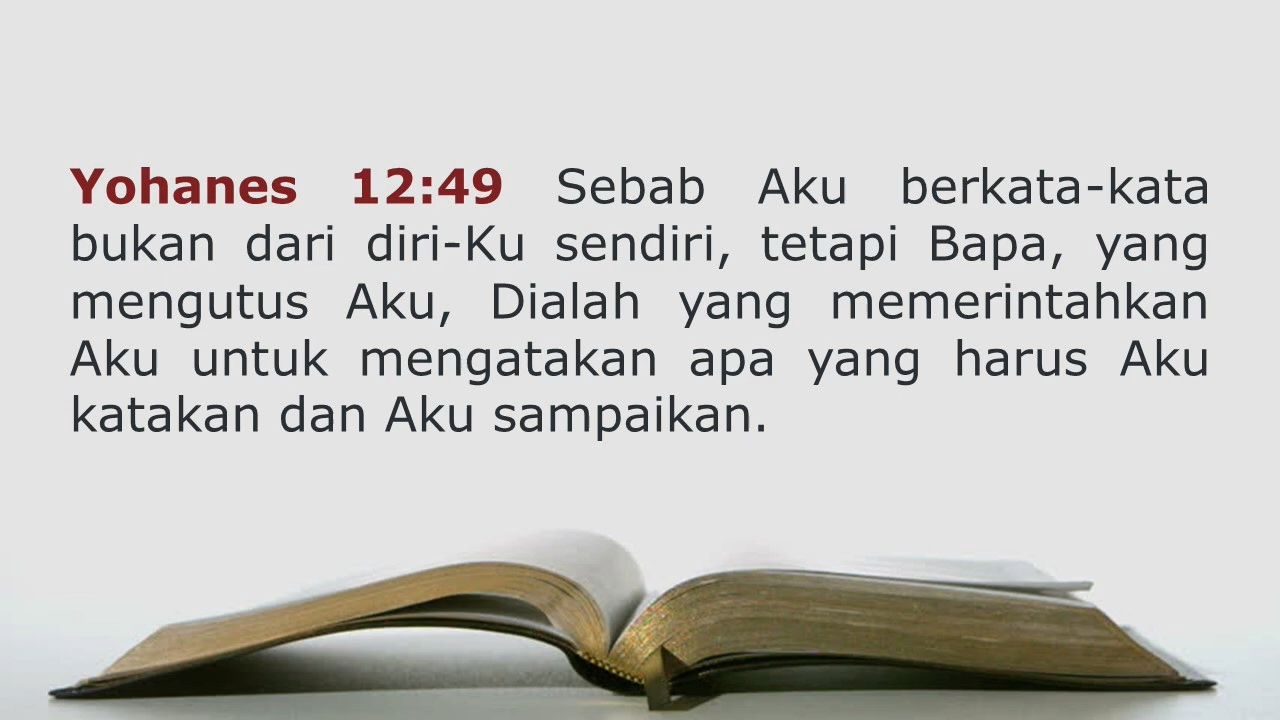 Yohanes 12:49 Sebab Aku berkata-kata
bukan dari diri-Ku sendiri, tetapi Bapa, yang
mengutus Aku, Dialah yang memerintahkan
Aku untuk mengatakan apa yang harus Aku
katakan dan Aku sampaikan.